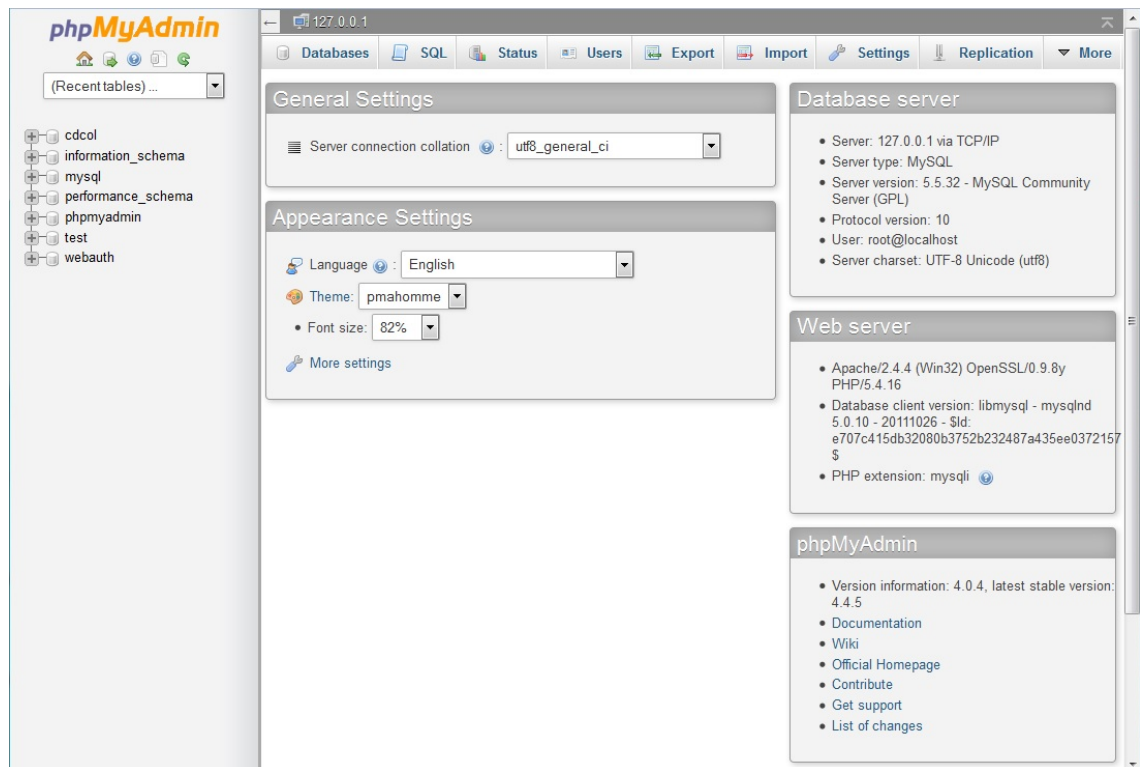 phpMyAdmin
(Recent tables) ...
cdcol
information_schema
mysql
performance_schema
phpmyadmin
test
webauth
127.0.0.1
Databases SQL Status Users Export Import Settings Replication More
General Settings
Server connection collation : utf8_general_ci
Appearance Settings
Language : English
Theme: pmahomme
• Font size: 82%
More settings
Database server
• Server: 127.0.0.1 via TCP/IP
• Server type: MySQL
• Server version: 5.5.32 - MySQL Community
Server (GPL)
• Protocol version: 10
• User: root@localhost
• Server charset: UTF-8 Unicode (utf8)
Web server
• Apache/2.4.4 (Win32) OpenSSL/0.9.8y
PHP/5.4.16
• Database client version: libmysql - mysqlnd
5.0.10 - 20111026 - $Id:
e707c415db32080b3752b232487a435ee0372157
$
• PHP extension: mysqli
phpMyAdmin
• Version information: 4.0.4, latest stable version:
4.4.5
• Documentation
• Wiki
• Official Homepage
• Contribute
• Get support
• List of changes